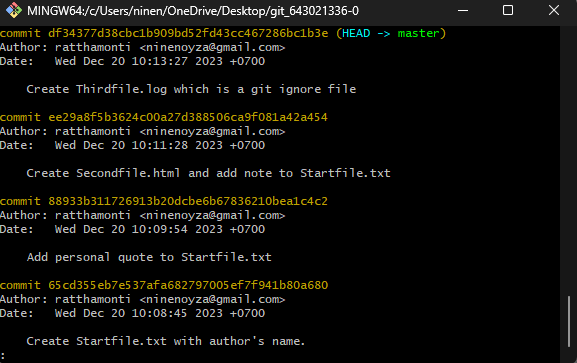 MINGW64:/c/Users/ninen/OneDrive/Desktop/git_643021336-0
commit df34377d38cbc1b909bd52fd43cc467286bc1b3e (HEAD -> master)
Author: ratthamonti <ninenoyza@gmail.com>
Date:   Wed Dec 20 10:13:27 2023 +0700
    Create Thirdfile.log which is a git ignore file
commit ee29a8f5b3624c00a27d388506ca9f081a42a454
Author: ratthamonti <ninenoyza@gmail.com>
Date:   Wed Dec 20 10:11:28 2023 +0700
    Create Secondfile.html and add note to Startfile.txt
commit 88933b311726913b20dcbe6b67836210bea1c4c2
Author: ratthamonti <ninenoyza@gmail.com>
Date:   Wed Dec 20 10:09:54 2023 +0700
    Add personal quote to Startfile.txt
commit 65cd355eb7e537afa682797005ef7f941b80a680
Author: ratthamonti <ninenoyza@gmail.com>
Date:   Wed Dec 20 10:08:45 2023 +0700
    Create Startfile.txt with author's name.
: